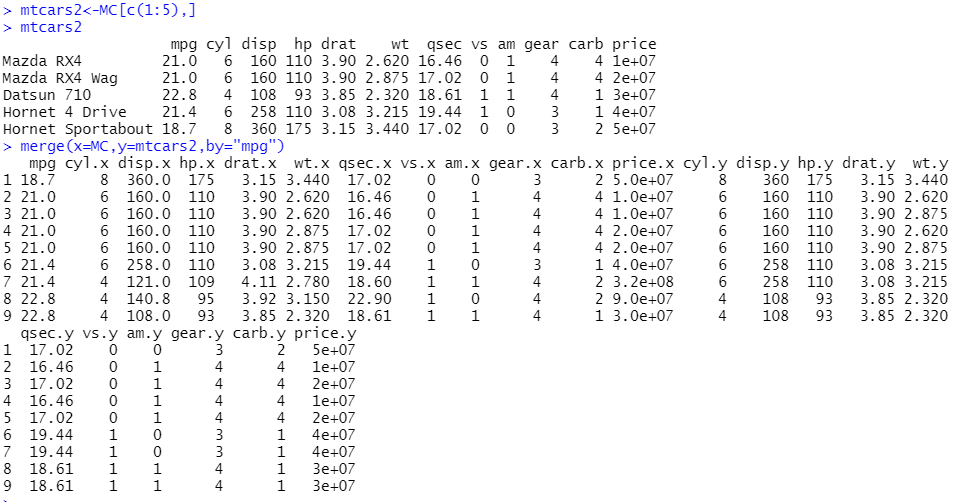 > mtcars2<-MC[c(1:5),]
> mtcars2
                   mpg cyl disp  hp drat    wt  qsec vs am gear carb price
Mazda RX4         21.0   6  160 110 3.90 2.620 16.46  0  1    4    4 1e+07
Mazda RX4 Wag     21.0   6  160 110 3.90 2.875 17.02  0  1    4    4 2e+07
Datsun 710        22.8   4  108  93 3.85 2.320 18.61  1  1    4    1 3e+07
Hornet 4 Drive    21.4   6  258 110 3.08 3.215 19.44  1  0    3    1 4e+07
Hornet Sportabout 18.7   8  360 175 3.15 3.440 17.02  0  0    3    2 5e+07
> merge(x=MC,y=mtcars2,by="mpg")
   mpg cyl.x disp.x hp.x drat.x  wt.x qsec.x vs.x am.x gear.x carb.x price.x cyl.y disp.y hp.y drat.y  wt.y
1 18.7     8  360.0  175   3.15 3.440  17.02    0    0      3      2 5.0e+07     8    360  175   3.15 3.440
2 21.0     6  160.0  110   3.90 2.620  16.46    0    1      4      4 1.0e+07     6    160  110   3.90 2.620
3 21.0     6  160.0  110   3.90 2.620  16.46    0    1      4      4 1.0e+07     6    160  110   3.90 2.875
4 21.0     6  160.0  110   3.90 2.875  17.02    0    1      4      4 2.0e+07     6    160  110   3.90 2.620
5 21.0     6  160.0  110   3.90 2.875  17.02    0    1      4      4 2.0e+07     6    160  110   3.90 2.875
6 21.4     6  258.0  110   3.08 3.215  19.44    1    0      3      1 4.0e+07     6    258  110   3.08 3.215
7 21.4     4  121.0  109   4.11 2.780  18.60    1    1      4      2 3.2e+08     6    258  110   3.08 3.215
8 22.8     4  140.8   95   3.92 3.150  22.90    1    0      4      2 9.0e+07     4    108   93   3.85 2.320
9 22.8     4  108.0   93   3.85 2.320  18.61    1    1      4      1 3.0e+07     4    108   93   3.85 2.320
  qsec.y vs.y am.y gear.y carb.y price.y
1  17.02    0    0      3      2   5e+07
2  16.46    0    1      4      4   1e+07
3  17.02    0    1      4      4   2e+07
4  16.46    0    1      4      4   1e+07
5  17.02    0    1      4      4   2e+07
6  19.44    1    0      3      1   4e+07
7  19.44    1    0      3      1   4e+07
8  18.61    1    1      4      1   3e+07
9  18.61    1    1      4      1   3e+07